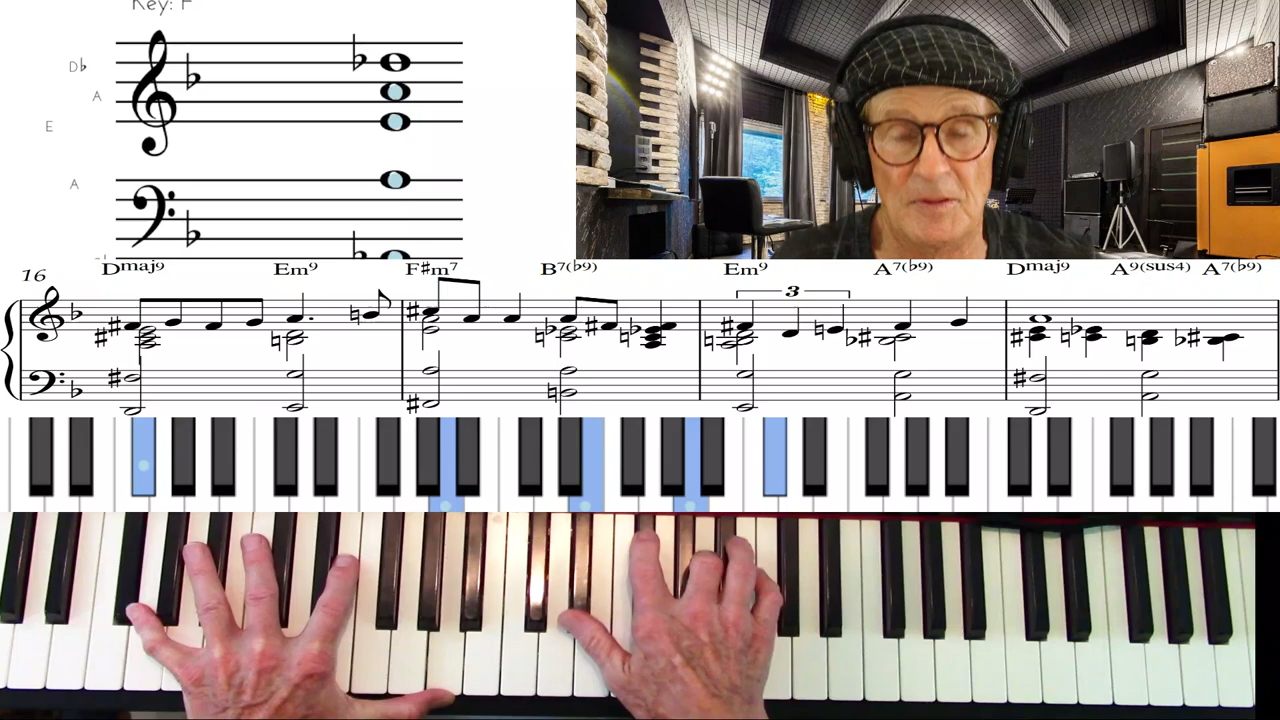 Key: F
D♭
A
E
A
16
Dmaj9 Em9 F#m7 B7(♭9) Em9 A7(♭9) Dmaj9 A9(sus4) A7(♭9)
3